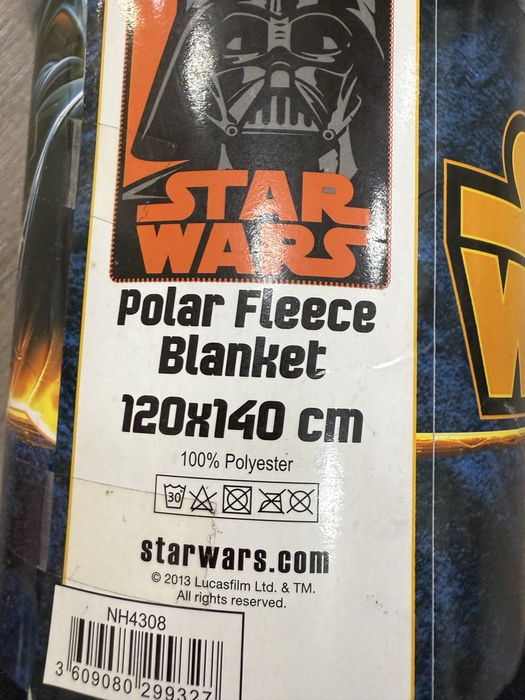 STAR
WARS
Polar Fleece
Blanket
120x140 cm
100% Polyester
30
starwars.com
© 2013 Lucasfilm Ltd. & TM.
All rights reserved.
NH4308
3 609080 299327